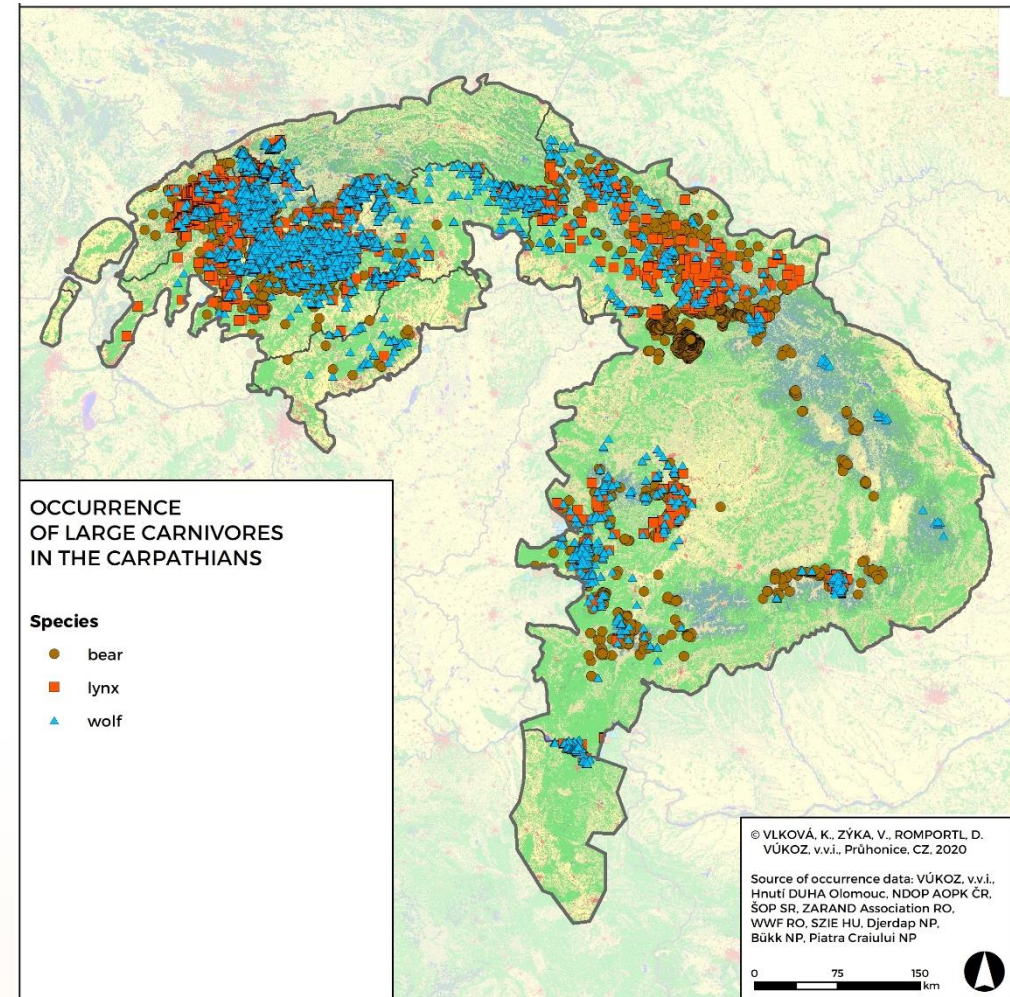 OCCURRENCE
OF LARGE CARNIVORES
IN THE CARPATHIANS
Species
bear
lynx
wolf
© VLKOVÁ, K., ZÝKA, V., ROMPORTL, D.
VÚKOZ, v.v.i., Průhonice, CZ, 2020
Source of occurrence data: VÚKOZ, v.v.i.,
Hnutí DUHA Olomouc, NDOP AOPK ČR,
ŠOP SR, ZARAND Association RO,
WWF RO, SZIE HU, Djerdap NP,
Bükk NP, Piatra Craiului NP
0 75 150
km